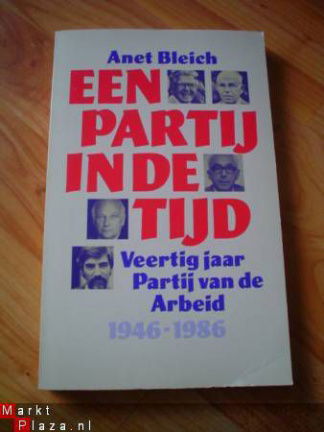 Anet Bleich
EEN
PARTIJ
IN DE
TIJD
Veertig jaar
Partij van de
Arbeid
1946-1986
Markt
Plaza.nl